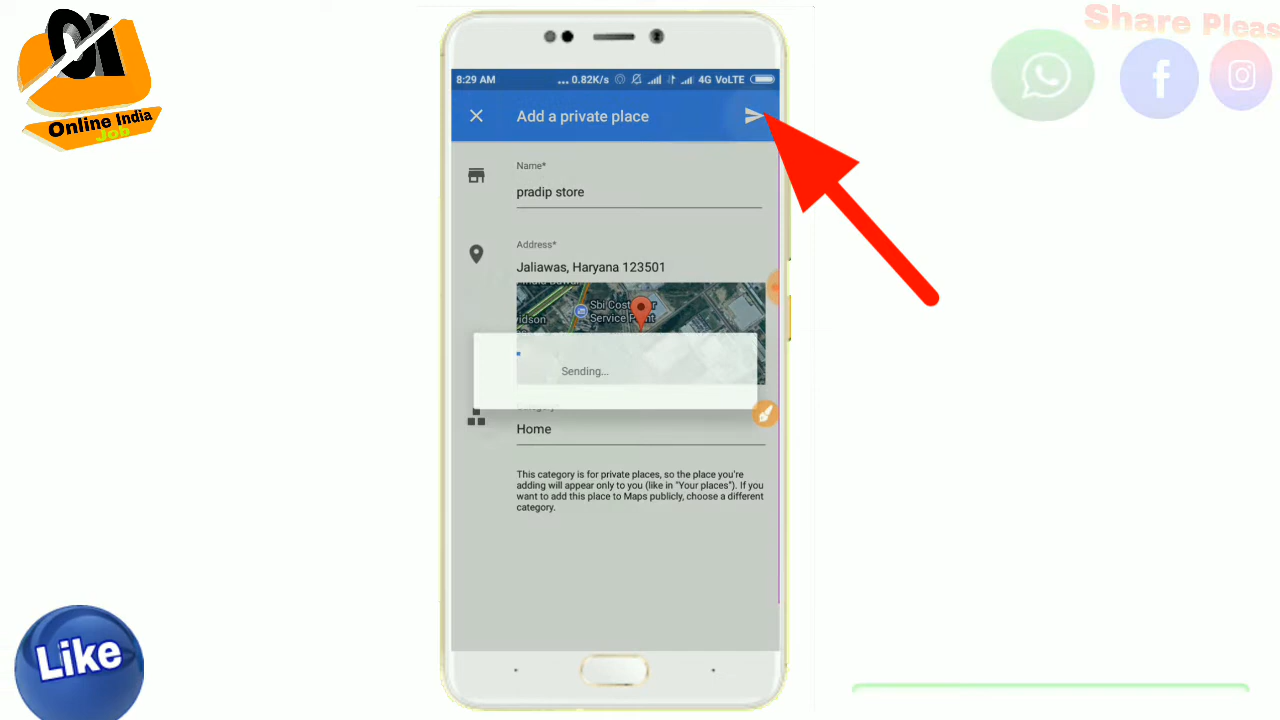 Share Pleas
OI
Online India
Job
8:29 AM
... 0.82K/s
4G VoLTE
Add a private place
Name*
pradip store
Address*
Jaliawas, Haryana 123501
Sbi Cost
Service Point
vidson
Sending...
Home
This category is for private places, so the place you're
adding will appear only to you (like in "Your places"). If you
want to add this place to Maps publicly, choose a different
category.
Like